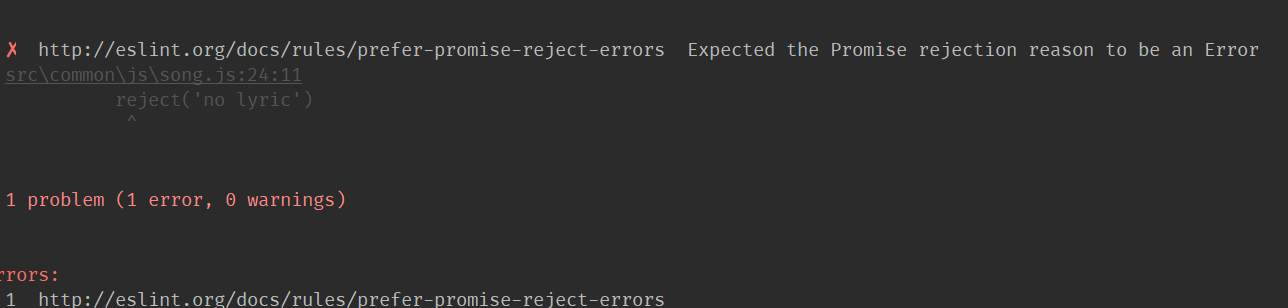 ✗ http://eslint.org/docs/rules/prefer-promise-reject-errors Expected the Promise rejection reason to be an Error
src\common\js\song.js:24:11
reject('no lyric')
^
1 problem (1 error, 0 warnings)
rrors:
1 http://eslint.org/docs/rules/prefer-promise-reject-errors